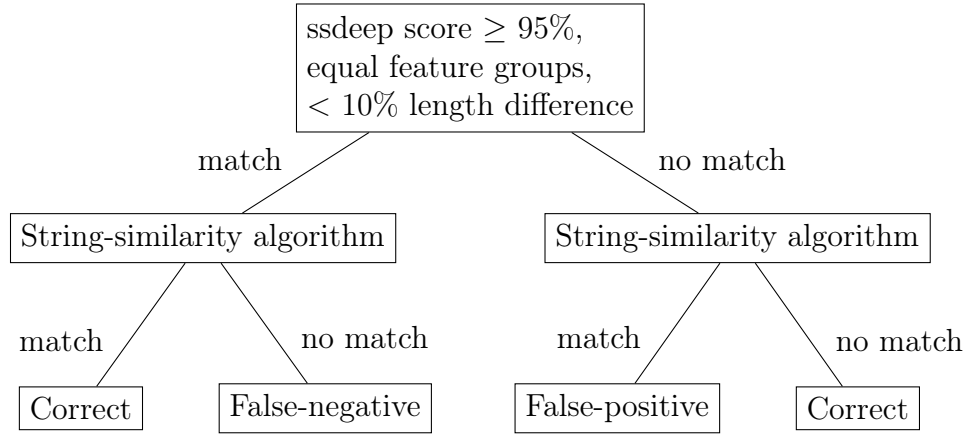 ssdeep score ≥ 95%,
equal feature groups,
< 10% length difference
match
no match
String-similarity algorithm
String-similarity algorithm
match
no match
match
no match
Correct
False-negative
False-positive
Correct